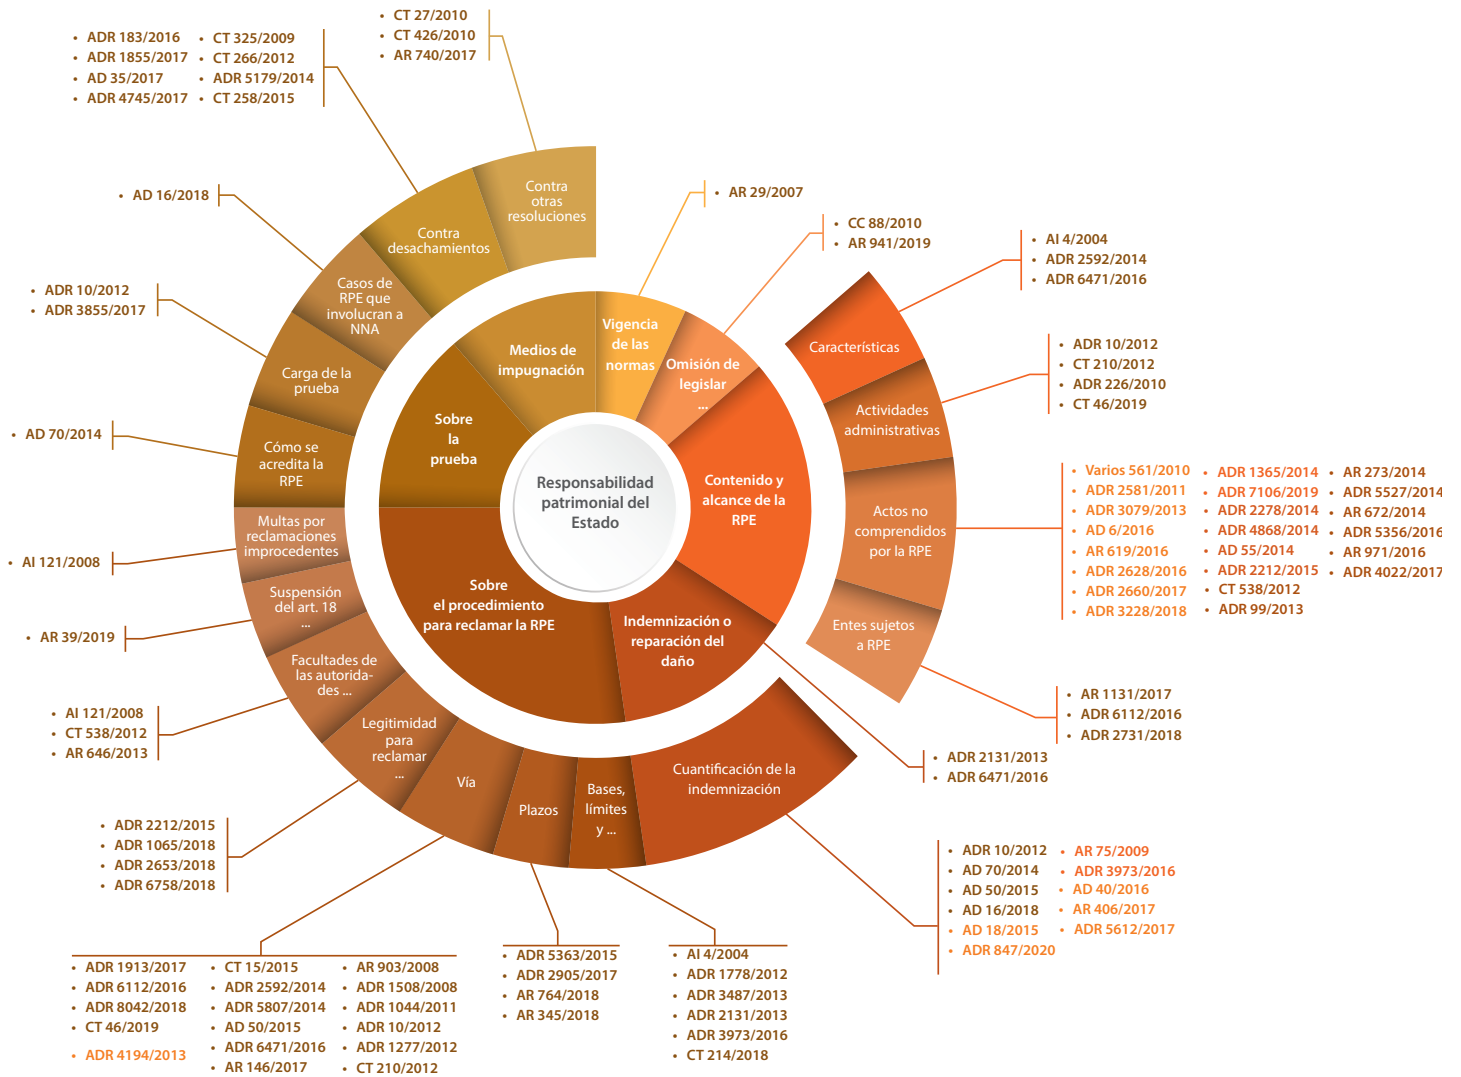 Responsabilidad
patrimonial del
Estado
Vigencia
de las
normas
• AR 29/2007
Omisión de
legislar
...
• CC 88/2010
• AR 941/2019
Contenido y
alcance de la
RPE
Características
• AI 4/2004
• ADR 2592/2014
• ADR 6471/2016
Actividades
administrativas
• ADR 10/2012
• CT 210/2012
• ADR 226/2010
• CT 46/2019
Actos no
comprendidos
por la RPE
• Varios 561/2010
• ADR 2581/2011
• ADR 3079/2013
• AD 6/2016
• AR 619/2016
• ADR 2628/2016
• ADR 2660/2017
• ADR 3228/2018
• ADR 1365/2014
• ADR 7106/2019
• ADR 2278/2014
• ADR 4868/2014
• AD 55/2014
• ADR 2212/2015
• CT 538/2012
• ADR 99/2013
• AR 273/2014
• ADR 5527/2014
• AR 672/2014
• ADR 5356/2016
• AR 971/2016
• ADR 4022/2017
Entes sujetos
a RPE
• AR 1131/2017
• ADR 6112/2016
• ADR 2731/2018
Indemnización o
reparación del
daño
• ADR 2131/2013
• ADR 6471/2016
Cuantificación de la
indemnización
• ADR 10/2012
• AD 70/2014
• AD 50/2015
• AD 16/2018
• AD 18/2015
• ADR 847/2020
• AR 75/2009
• ADR 3973/2016
• AD 40/2016
• AR 406/2017
• ADR 5612/2017
Sobre
el procedimiento
para reclamar la RPE
Bases,
límites
y ...
• AI 4/2004
• ADR 1778/2012
• ADR 3487/2013
• ADR 2131/2013
• ADR 3973/2016
• CT 214/2018
Plazos
• ADR 5363/2015
• ADR 2905/2017
• AR 764/2018
• AR 345/2018
Vía
• ADR 1913/2017
• ADR 6112/2016
• ADR 8042/2018
• CT 46/2019
• ADR 4194/2013
• CT 15/2015
• ADR 2592/2014
• ADR 5807/2014
• AD 50/2015
• ADR 6471/2016
• AR 146/2017
• AR 903/2008
• ADR 1508/2008
• ADR 1044/2011
• ADR 10/2012
• ADR 1277/2012
• CT 210/2012
Legitimidad
para
reclamar
...
• ADR 2212/2015
• ADR 1065/2018
• ADR 2653/2018
• ADR 6758/2018
Facultades de
las autorida-
des ...
• AI 121/2008
• CT 538/2012
• AR 646/2013
Suspensión
del art. 18
...
• AR 39/2019
Multas por
reclamaciones
improcedentes
• AI 121/2008
Sobre
la
prueba
Cómo se
acredita la
RPE
• AD 70/2014
Carga de la
prueba
• ADR 10/2012
• ADR 3855/2017
Casos de
RPE que
involucran a
NNA
• AD 16/2018
Medios de
impugnación
Contra
desachamientos
• ADR 183/2016
• ADR 1855/2017
• AD 35/2017
• ADR 4745/2017
• CT 325/2009
• CT 266/2012
• ADR 5179/2014
• CT 258/2015
Contra
otras
resoluciones
• CT 27/2010
• CT 426/2010
• AR 740/2017